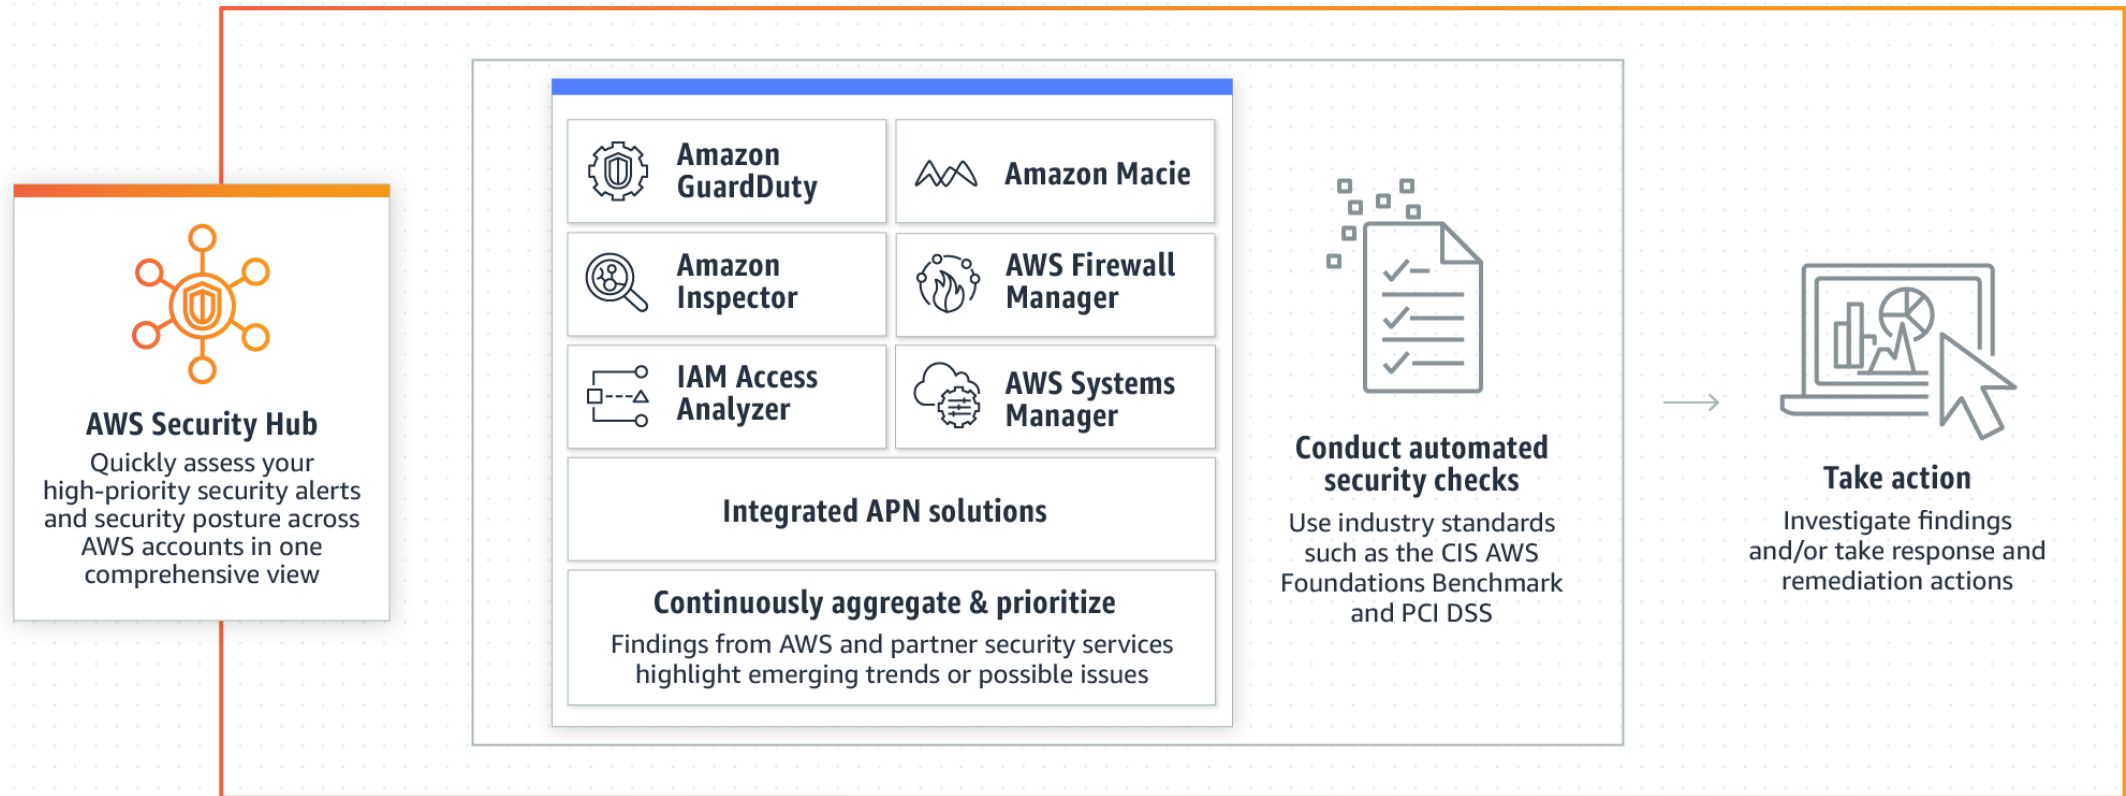 AWS Security Hub
Quickly assess your
high-priority security alerts
and security posture across
AWS accounts in one
comprehensive view
Amazon
GuardDuty
Amazon Macie
Amazon
Inspector
AWS Firewall
Manager
IAM Access
Analyzer
AWS Systems
Manager
Integrated APN solutions
Continuously aggregate & prioritize
Findings from AWS and partner security services
highlight emerging trends or possible issues
Conduct automated
security checks
Use industry standards
such as the CIS AWS
Foundations Benchmark
and PCI DSS
Take action
Investigate findings
and/or take response and
remediation actions